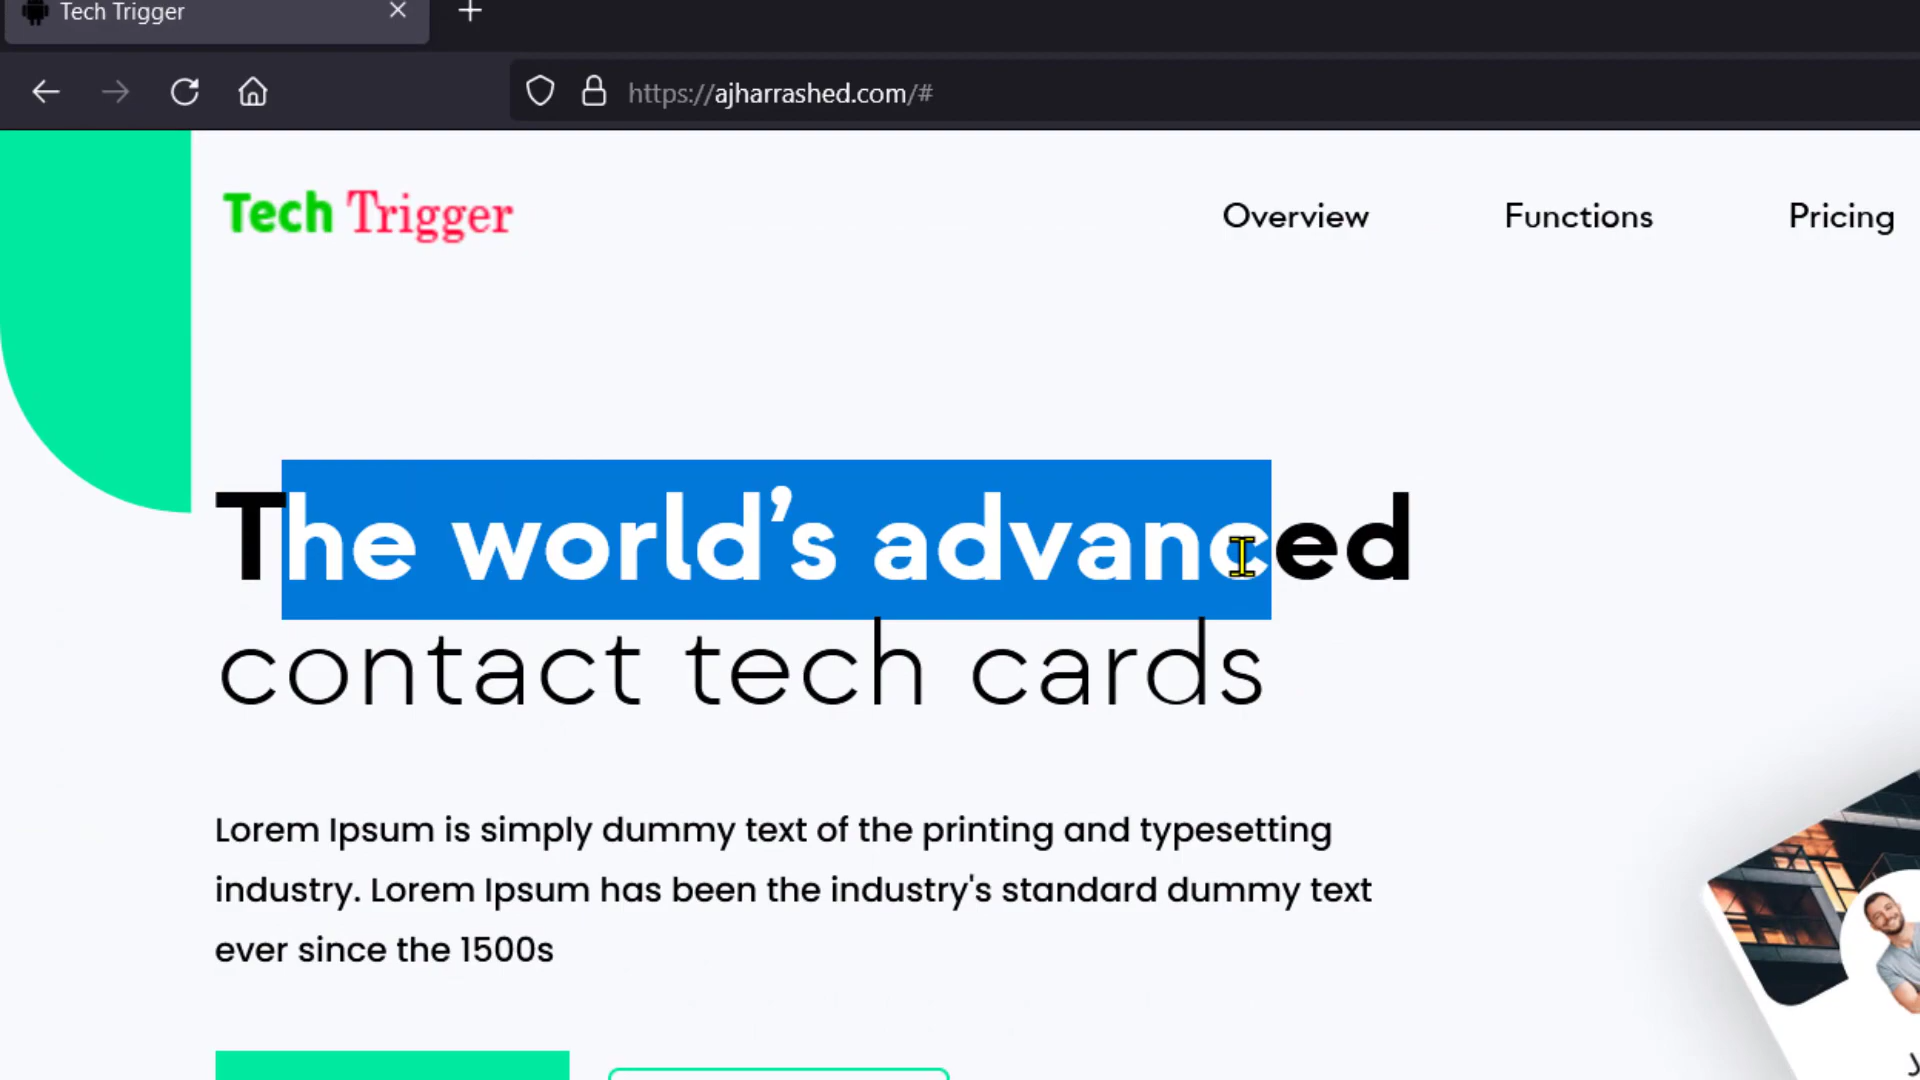 Tech Trigger
https://ajharrashed.com/#
Tech Trigger
Overview
Functions
Pricing
The world’s advanced
contact tech cards
Lorem Ipsum is simply dummy text of the printing and typesetting
industry. Lorem Ipsum has been the industry's standard dummy text
ever since the 1500s